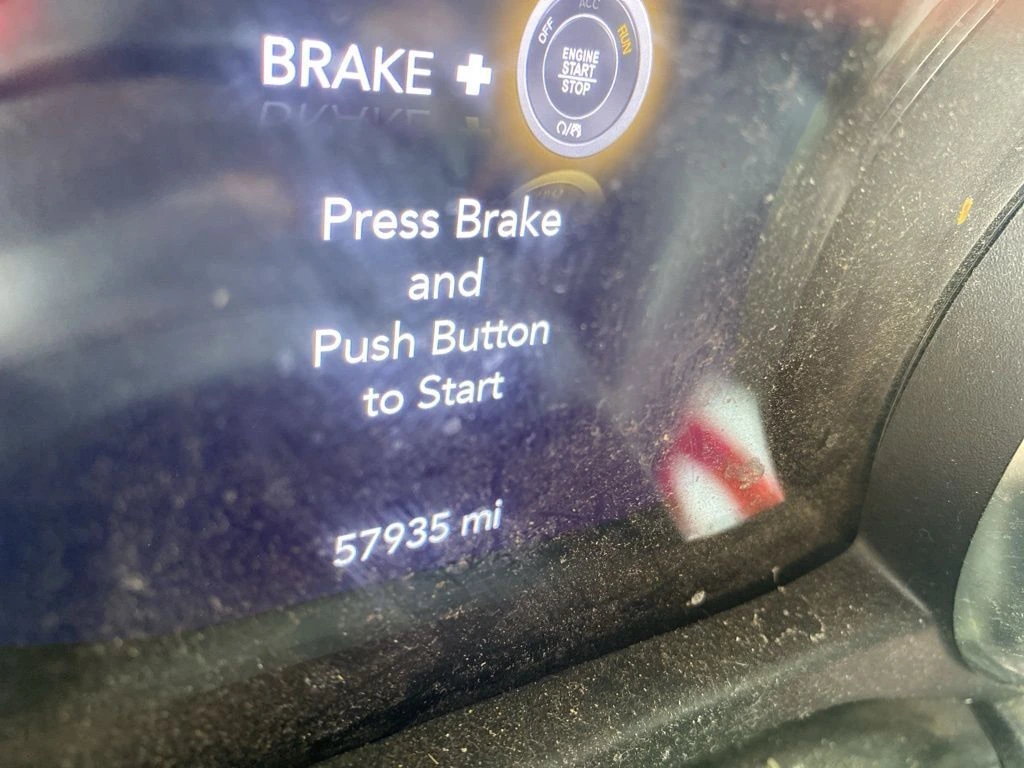 ACC
OFF
RUN
BRAKE +
ENGINE
START
STOP
Press Brake
and
Push Button
to Start
57935 mi